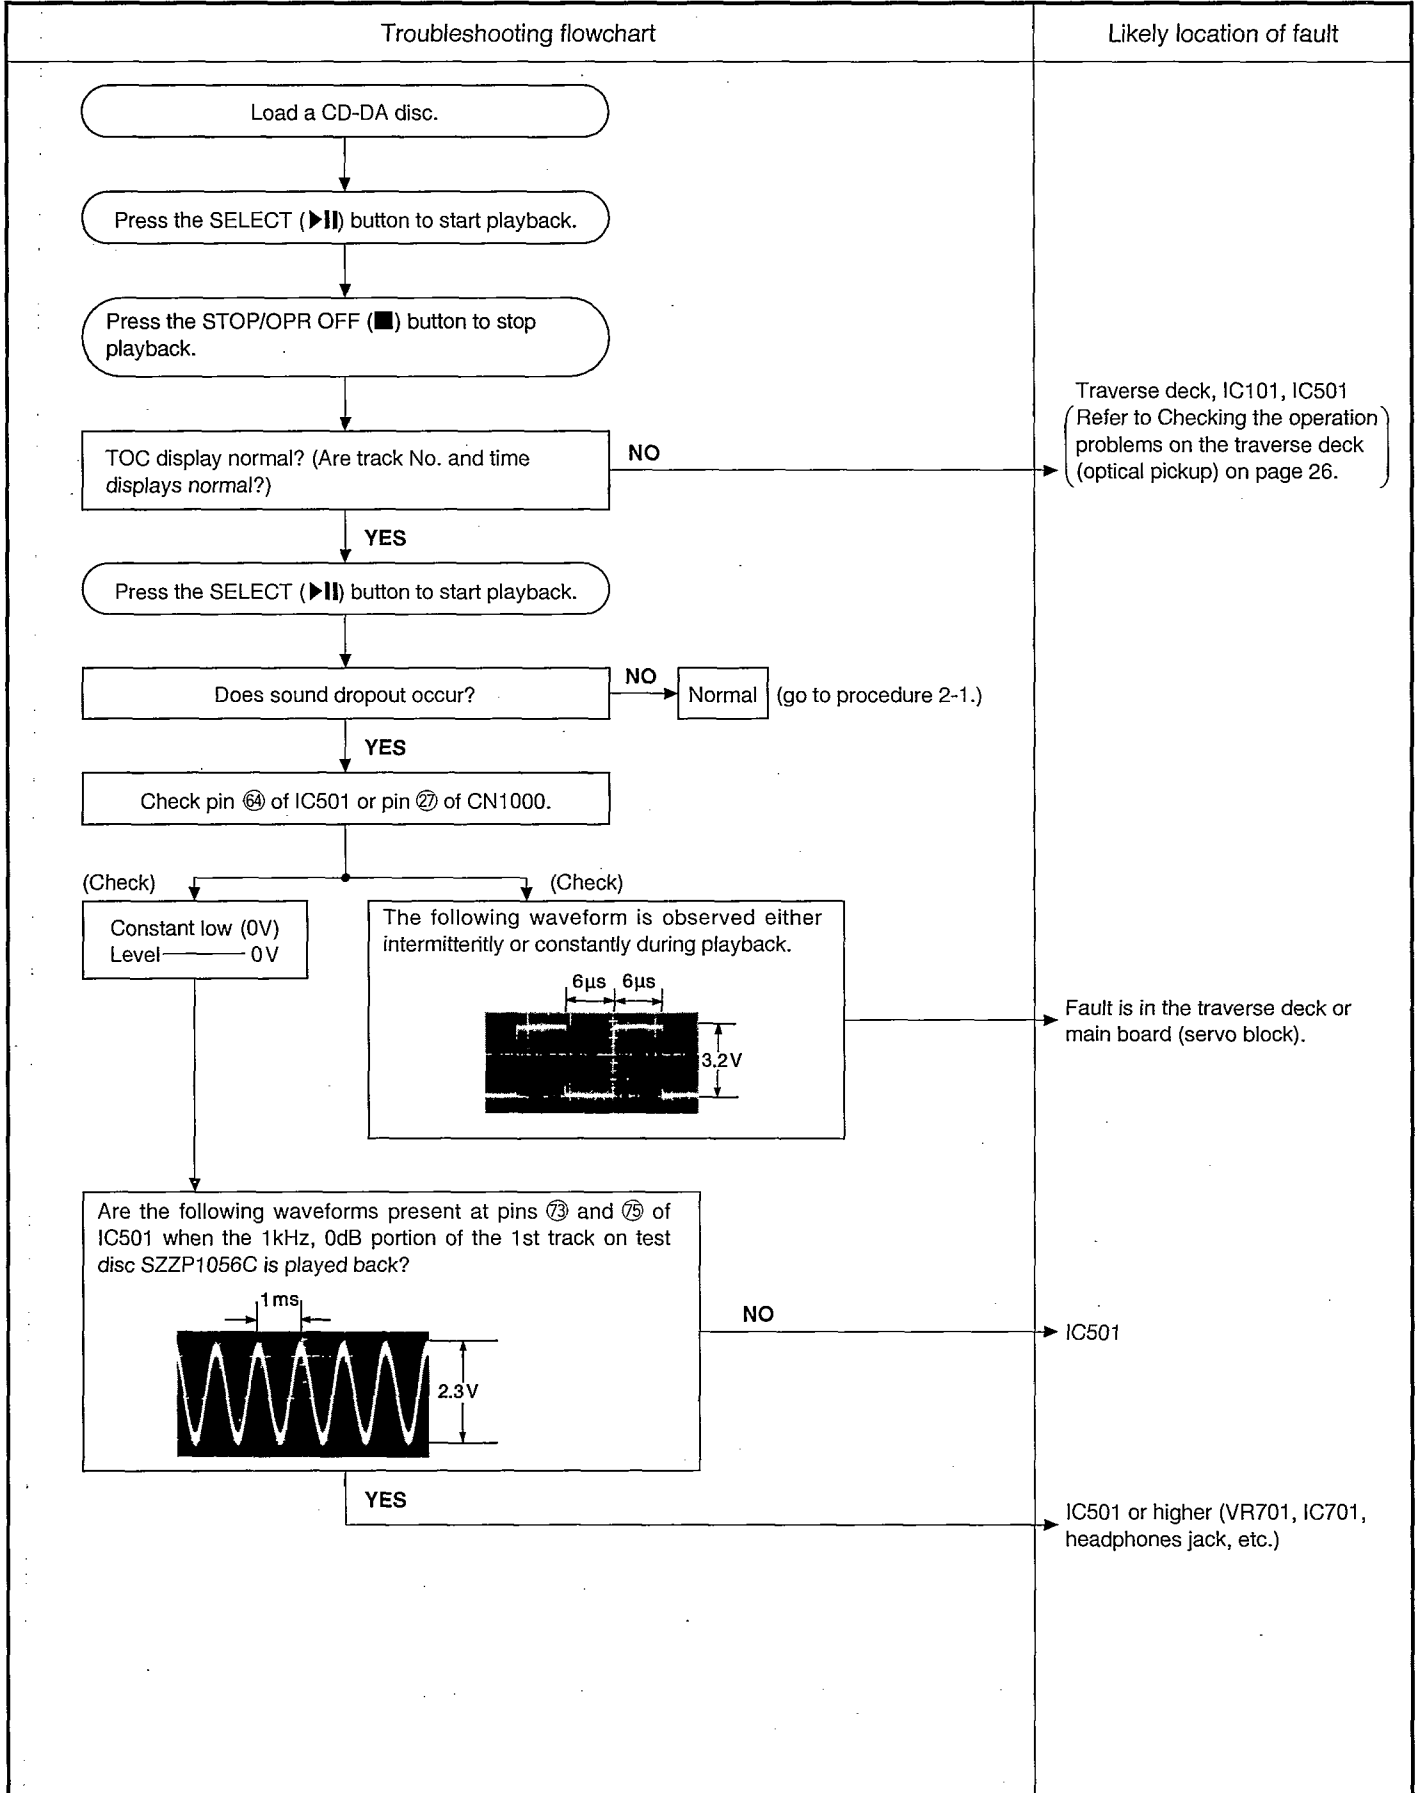 Troubleshooting flowchart
Likely location of fault
Load a CD-DA disc.
Press the SELECT (▶II) button to start playback.
Press the STOP/OPR OFF (■) button to stop
playback.
TOC display normal? (Are track No. and time
displays normal?)
NO
Traverse deck, IC101, IC501
(Refer to Checking the operation
problems on the traverse deck
(optical pickup) on page 26.)
YES
Press the SELECT (▶II) button to start playback.
Does sound dropout occur?
NO
Normal
(go to procedure 2-1.)
YES
Check pin ㊿+14 of IC501 or pin ㉗ of CN1000.
(Check)
(Check)
Constant low (0V)
Level 0V
The following waveform is observed either
intermittently or constantly during playback.
6μs 6μs
3.2V
Fault is in the traverse deck or
main board (servo block).
Are the following waveforms present at pins (73) and (75) of
IC501 when the 1kHz, 0dB portion of the 1st track on test
disc SZZP1056C is played back?
1ms
2.3V
NO
IC501
YES
IC501 or higher (VR701, IC701,
headphones jack, etc.)